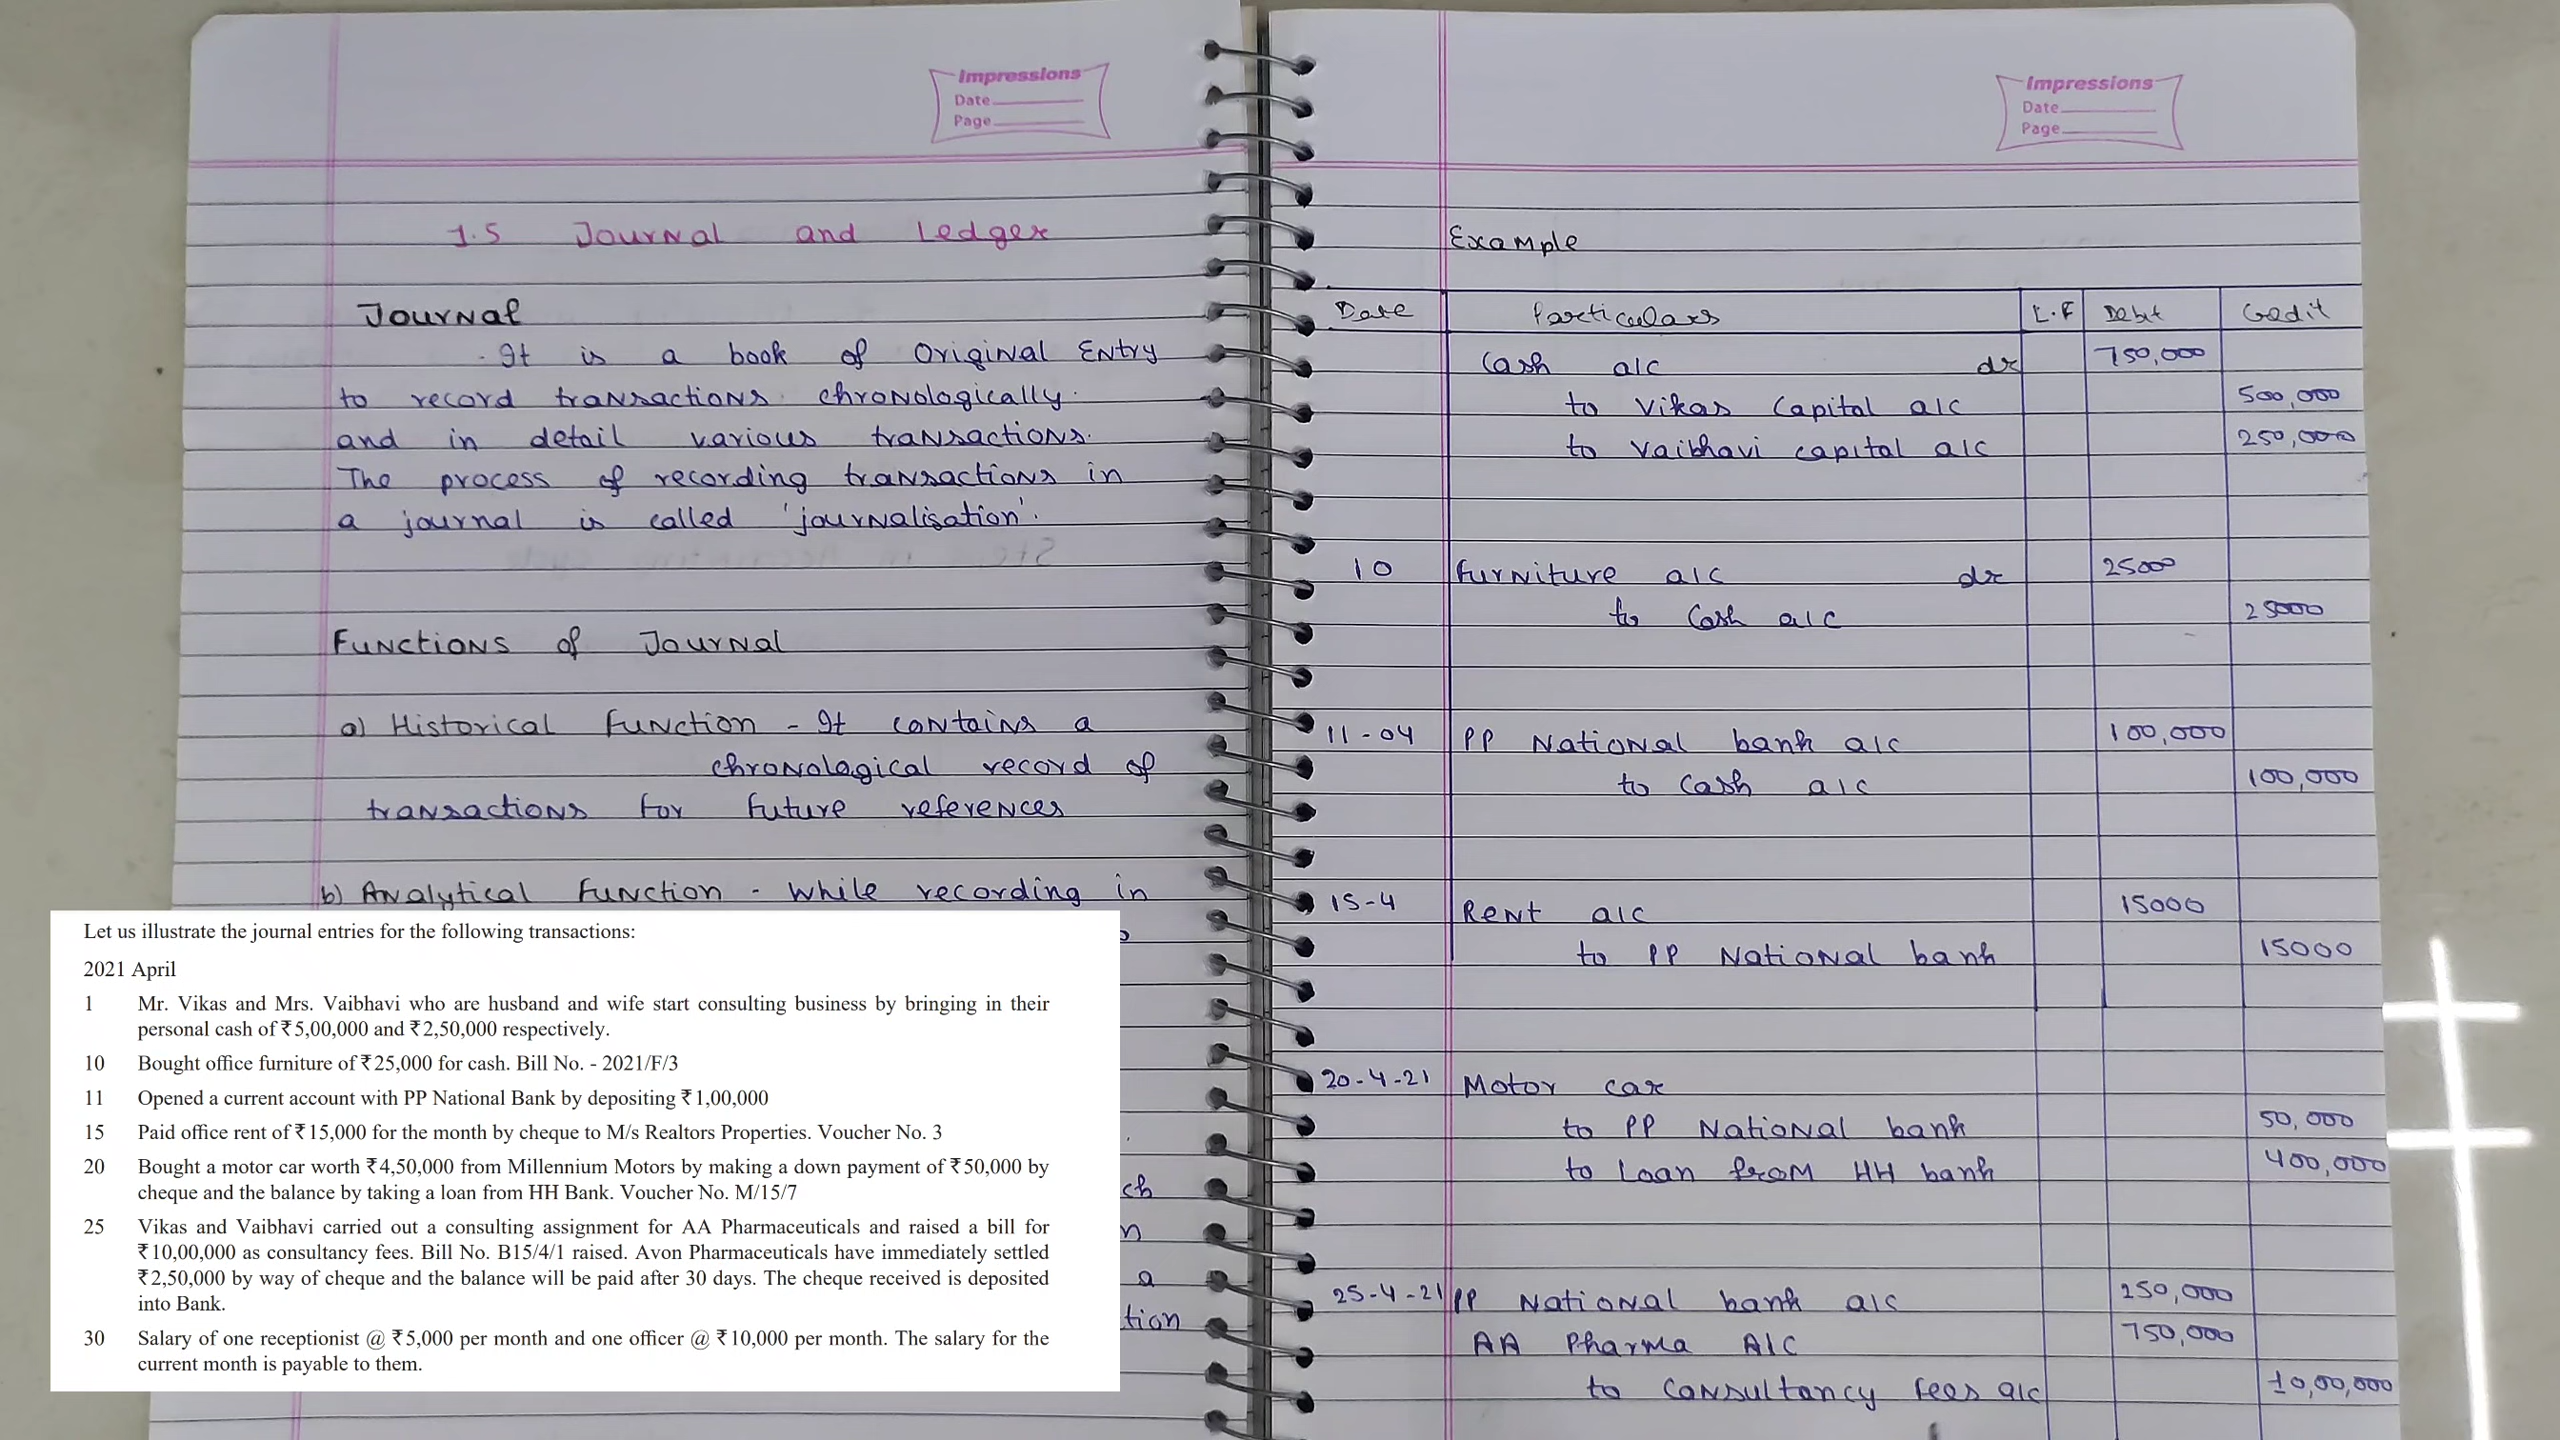 Impressions
Date
Page
1.5 Journal and Ledger
Journal
- It is a book of Original Entry
to record transactions chronologically.
and in detail various transactions.
The process of recording transactions in
a journal is called 'journalisation'.
Functions of Journal
a) Historical Function - It contains a
chronological record of
transactions for future references
b) Analytical Function - While recording in
ch
n
a
tion
Let us illustrate the journal entries for the following transactions:
2021 April
1 Mr. Vikas and Mrs. Vaibhavi who are husband and wife start consulting business by bringing in their
personal cash of ₹5,00,000 and ₹2,50,000 respectively.
10 Bought office furniture of ₹25,000 for cash. Bill No. - 2021/F/3
11 Opened a current account with PP National Bank by depositing ₹1,00,000
15 Paid office rent of ₹15,000 for the month by cheque to M/s Realtors Properties. Voucher No. 3
20 Bought a motor car worth ₹4,50,000 from Millennium Motors by making a down payment of ₹50,000 by
cheque and the balance by taking a loan from HH Bank. Voucher No. M/15/7
25 Vikas and Vaibhavi carried out a consulting assignment for AA Pharmaceuticals and raised a bill for
₹10,00,000 as consultancy fees. Bill No. B15/4/1 raised. Avon Pharmaceuticals have immediately settled
₹2,50,000 by way of cheque and the balance will be paid after 30 days. The cheque received is deposited
into Bank.
30 Salary of one receptionist @ ₹5,000 per month and one officer @ ₹10,000 per month. The salary for the
current month is payable to them.
Impressions
Date
Page
Example
Date Particulars L.F Debit Credit
Cash a/c dr 750,000
to Vikas Capital a/c 500,000
to Vaibhavi capital a/c 250,000
10 Furniture a/c dr 25000
to Cash a/c 25000
11-04 PP National bank a/c 100,000
to Cash a/c 100,000
15-4 Rent a/c 15000
to PP National bank 15000
20-4-21 Motor car
to PP National bank 50,000
to Loan from HH bank 400,000
25-4-21 PP National bank a/c 250,000
AA Pharma A/C 750,000
to Consultancy Fees a/c 10,00,000